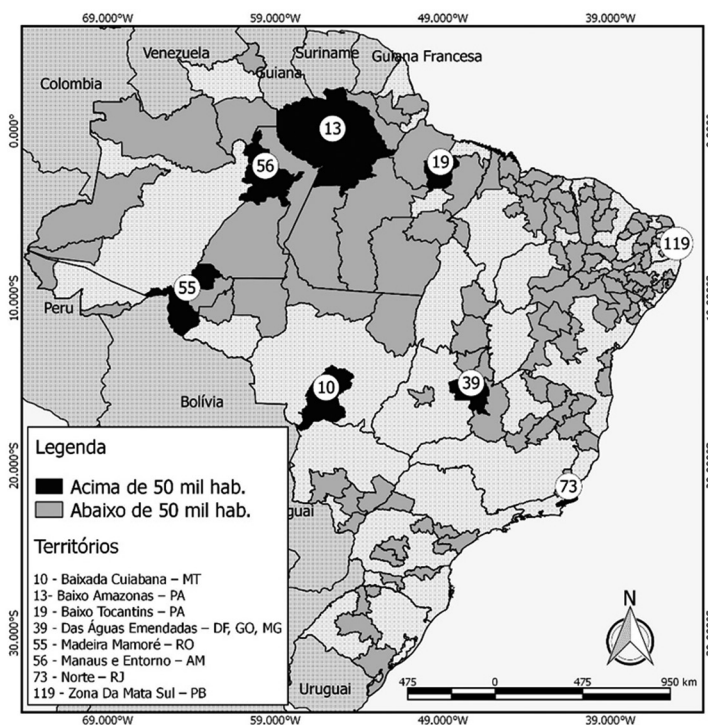 69.000°W 59.000°W 49.000°W 39.000°W
Venezuela
Suriname
Guiana Francesa
Guiana
Colombia
0.000°
13
19
56
119
55
10.000°S
Peru
10
39
Bolívia
20.000°S
73
Legenda
Acima de 50 mil hab.
Abaixo de 50 mil hab.
guai
Territórios
10 - Baixada Cuiabana – MT
13- Baixo Amazonas – PA
19 - Baixo Tocantins – PA
39 - Das Águas Emendadas – DF, GO, MG
55 - Madeira Mamoré – RO
56 - Manaus e Entorno – AM
73 - Norte – RJ
119 - Zona Da Mata Sul – PB
30.000°S
N
Uruguai
475 0 475 950 km
69.000°W 59.000°W 49.000°W 39.000°W